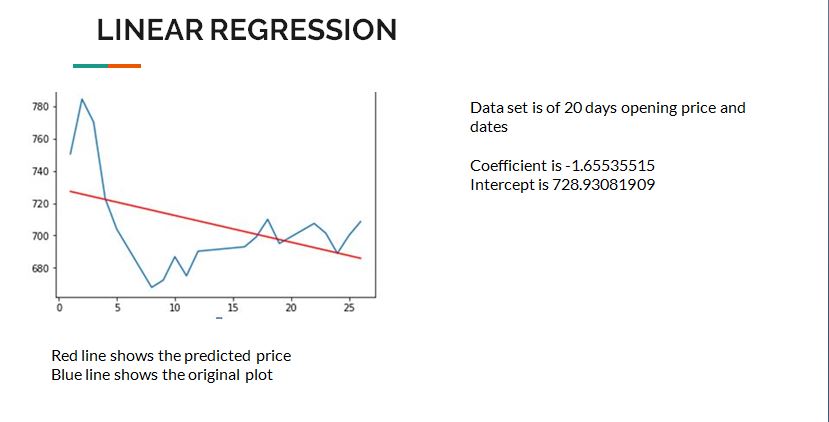 LINEAR REGRESSION
780
760
740
720
700
680
0 5 10 15 20 25
Data set is of 20 days opening price and
dates
Coefficient is -1.65535515
Intercept is 728.93081909
Red line shows the predicted price
Blue line shows the original plot